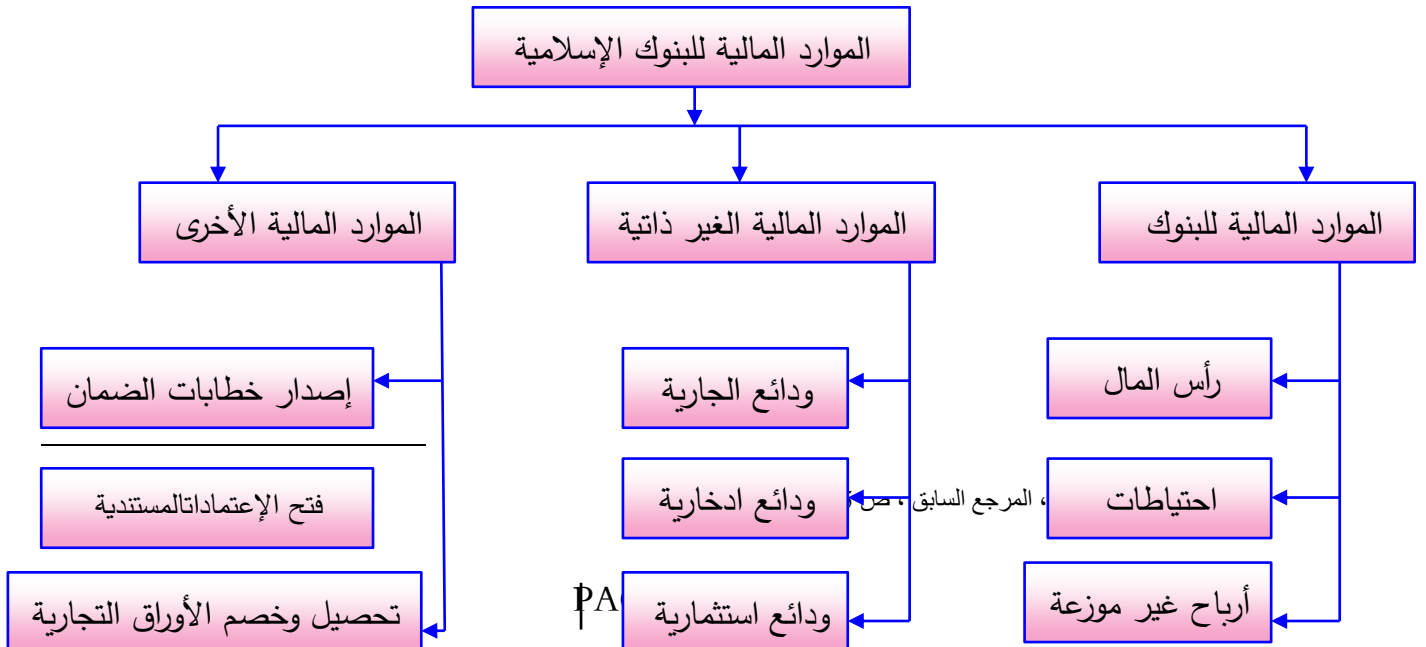 الموارد المالية للبنوك الإسلامية
الموارد المالية للبنوك
الموارد المالية الغير ذاتية
الموارد المالية الأخرى
رأس المال
ودائع الجارية
إصدار خطابات الضمان
احتياطات
، المرجع السابق ، ص
ودائع ادخارية
فتح الإعتماداتالمستندية
أرباح غير موزعة
ودائع استثمارية
تحصيل وخصم الأوراق التجارية